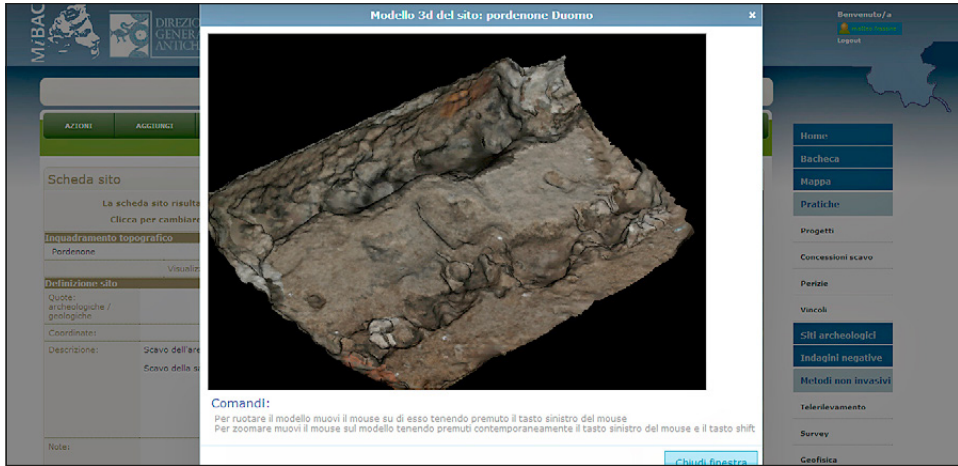 Modello 3d del sito: pordenone Duomo
×
Benvenuto/a
Logout
MiBAC
DIREZIO
GENERA
ANTICH
AZIONI
AGGIUNGI
Scheda sito
La scheda sito risulta
Clicca per cambiare
Inquadramento topografico
Pordenone
Visualiz
Definizione sito
Quote:
archeologiche /
geologiche
Coordinate:
Descrizione:
Scavo dell'are
Scavo della s
Note:
Comandi:
Per ruotare il modello muovi il mouse su di esso tenendo premuto il tasto sinistro del mouse
Per zoomare muovi il mouse sul modello tenendo premuti contemporaneamente il tasto sinistro del mouse e il tasto shift
Chiudi finestra
Home
Bacheca
Mappa
Pratiche
Progetti
Concessioni scavo
Perizie
Vincoli
Siti archeologici
Indagini negative
Metodi non invasivi
Telerilevamento
Survey
Geofisica